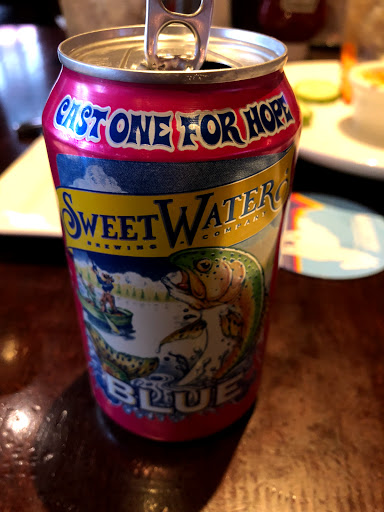 CAST ONE FOR HOPE
SWEETWATER
BREWING COMPANY
BLUE